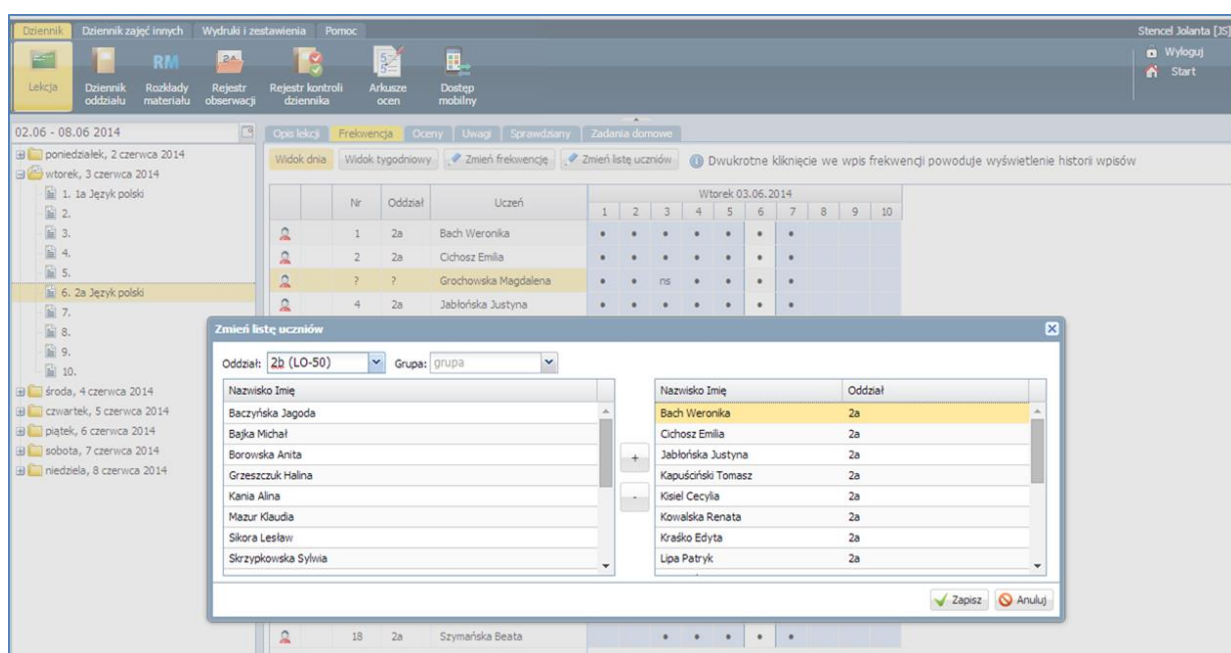 Dziennik Dziennik zajęć innych Wydruki i zestawienia Pomoc Stencel Jolanta [JS]
Lekcja Dziennik oddziału Rozkłady materiału Rejestr obserwacji Rejestr kontroli dziennika Arkusze ocen Dostęp mobilny
RM
Wyloguj
Start
02.06 - 08.06 2014
poniedziałek, 2 czerwca 2014
wtorek, 3 czerwca 2014
1. 1a Język polski
2.
3.
4.
5.
6. 2a Język polski
7.
8.
9.
10.
środa, 4 czerwca 2014
czwartek, 5 czerwca 2014
piątek, 6 czerwca 2014
sobota, 7 czerwca 2014
niedziela, 8 czerwca 2014
Opis lekcji Frekwencja Oceny Uwagi Sprawdziany Zadania domowe
Widok dnia Widok tygodniowy Zmień frekwencję Zmień listę uczniów Dwukrotne kliknięcie we wpis frekwencji powoduje wyświetlenie historii wpisów
Nr Oddział Uczeń Wtorek 03.06.2014
1 2 3 4 5 6 7 8 9 10
1 2a Bach Weronika • • • • • • •
2 2a Cichosz Emilia • • • • • • •
? ? Grochowska Magdalena • • ns • • • •
4 2a Jabłońska Justyna • • • • • • •
Zmień listę uczniów
Oddział: 2b (LO-50) Grupa: grupa
Nazwisko Imię
Baczyńska Jagoda
Bajka Michał
Borowska Anita
Grzeszczuk Halina
Kania Alina
Mazur Klaudia
Sikora Lesław
Skrzypkowska Sylwia
+
-
Nazwisko Imię Oddział
Bach Weronika 2a
Cichosz Emilia 2a
Jabłońska Justyna 2a
Kapuściński Tomasz 2a
Kisiel Cecylia 2a
Kowalska Renata 2a
Kraśko Edyta 2a
Lipa Patryk 2a
Zapisz Anuluj
18 2a Szymańska Beata • • • • •